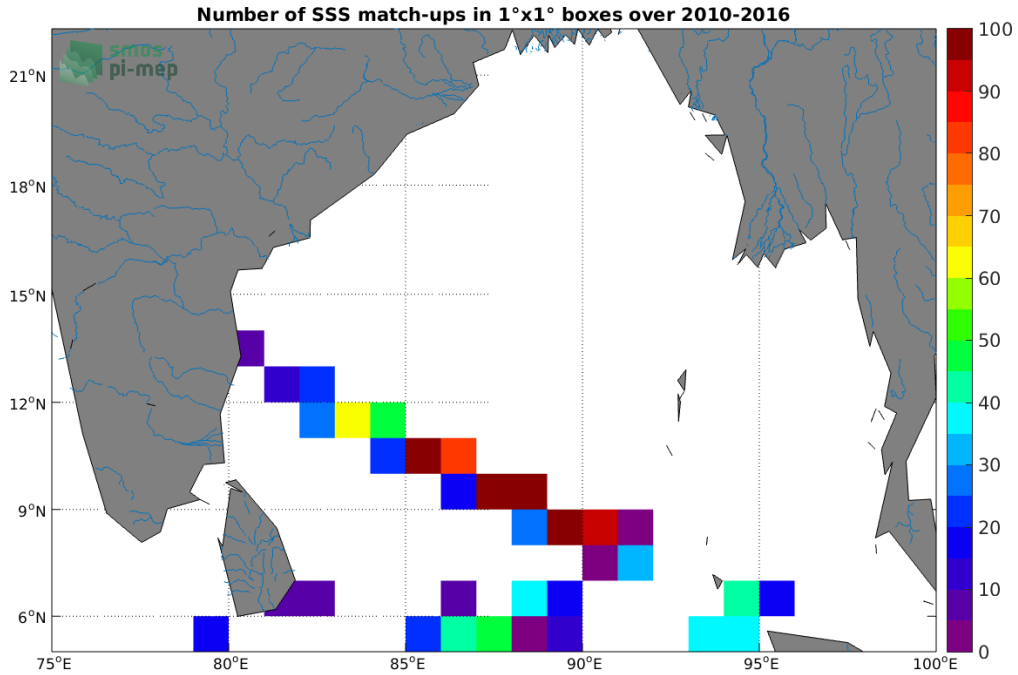 Number of SSS match-ups in 1°x1° boxes over 2010-2016
smos
pi-mep
21°N
18°N
15°N
12°N
9°N
6°N
75°E
80°E
85°E
90°E
95°E
100°E
100
90
80
70
60
50
40
30
20
10
0